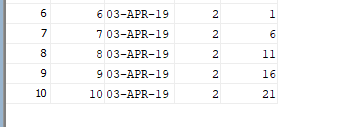 6 6 03-APR-19 2 1
7 7 03-APR-19 2 6
8 8 03-APR-19 2 11
9 9 03-APR-19 2 16
10 10 03-APR-19 2 21